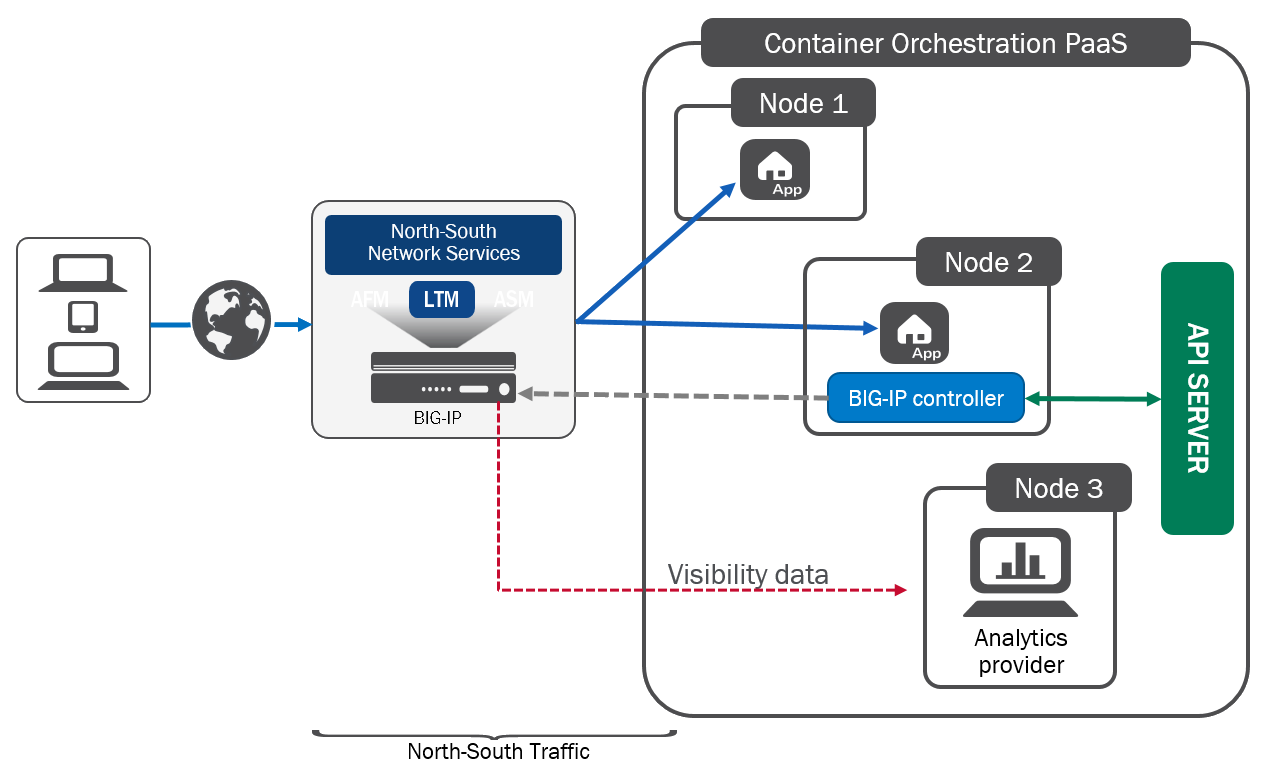 Container Orchestration PaaS
Node 1
App
North-South
Network Services
AFM LTM ASM
BIG-IP
Node 2
App
BIG-IP controller
API SERVER
Node 3
Visibility data
Analytics
provider
North-South Traffic